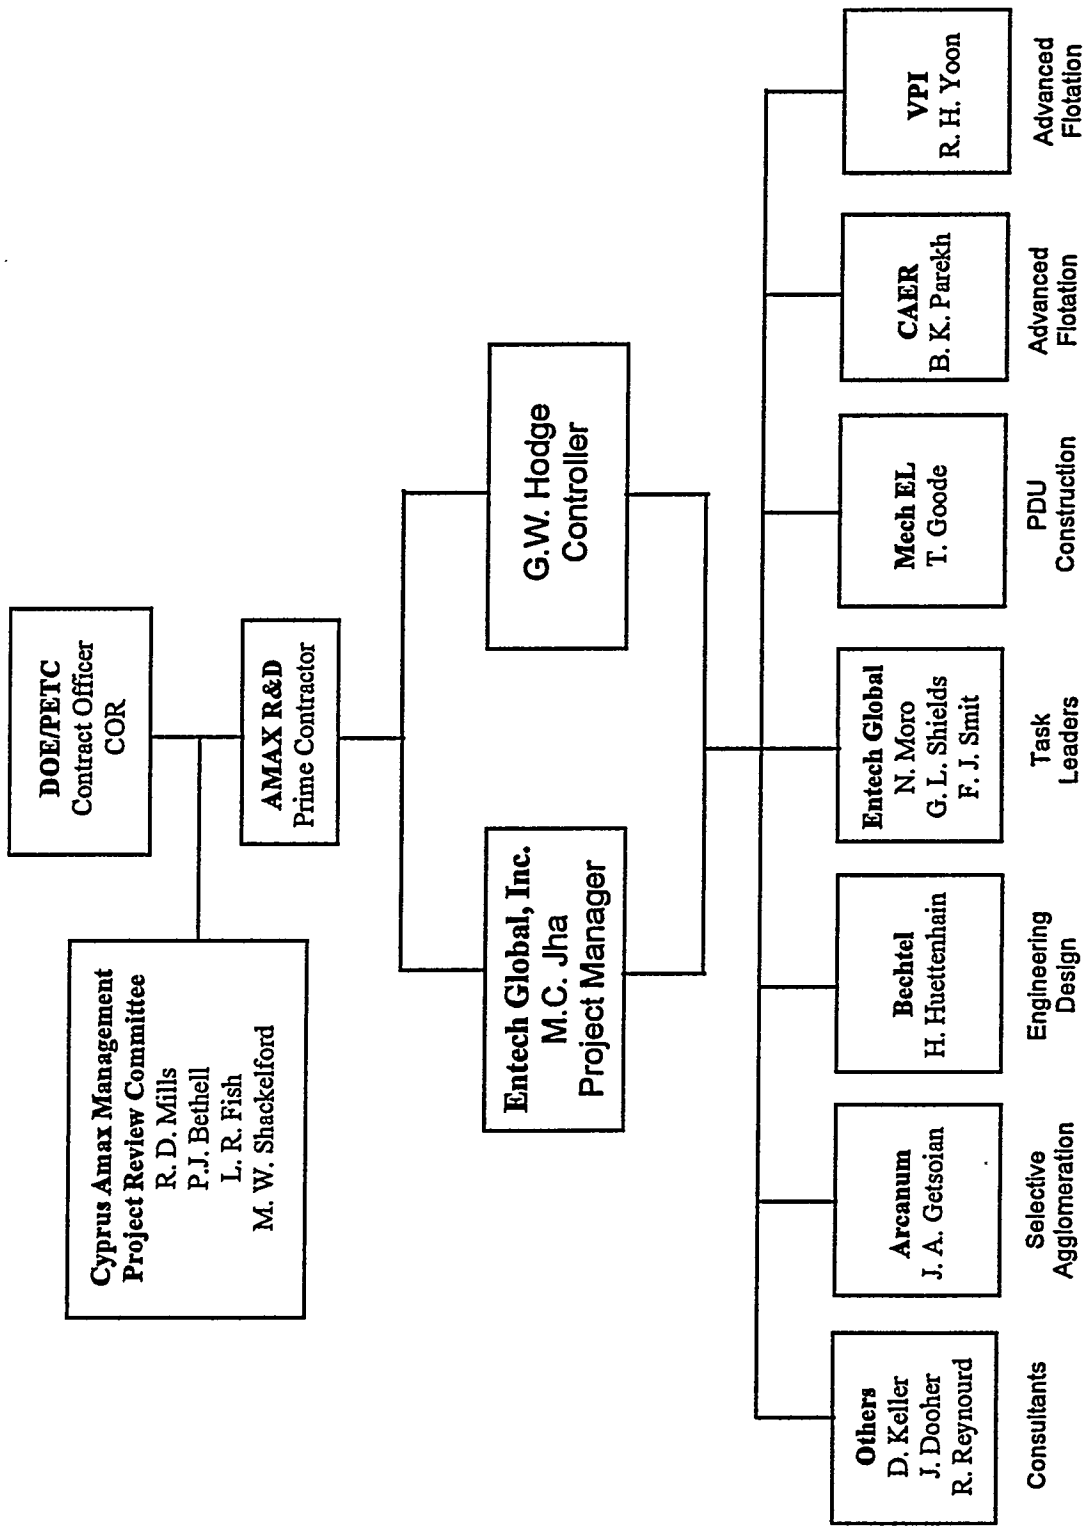 DOE/PETC
Contract Officer
COR
Cyprus Amax Management
Project Review Committee
R. D. Mills
P.J. Bethell
L. R. Fish
M. W. Shackelford
AMAX R&D
Prime Contractor
Entech Global, Inc.
M.C. Jha
Project Manager
G.W. Hodge
Controller
Others
D. Keller
J. Dooher
R. Reynourd
Consultants
Arcanum
J. A. Getsoian
Selective
Agglomeration
Bechtel
H. Huettenhain
Engineering
Design
Entech Global
N. Moro
G. L. Shields
F. J. Smit
Task
Leaders
Mech EL
T. Goode
PDU
Construction
CAER
B. K. Parekh
Advanced
Flotation
VPI
R. H. Yoon
Advanced
Flotation